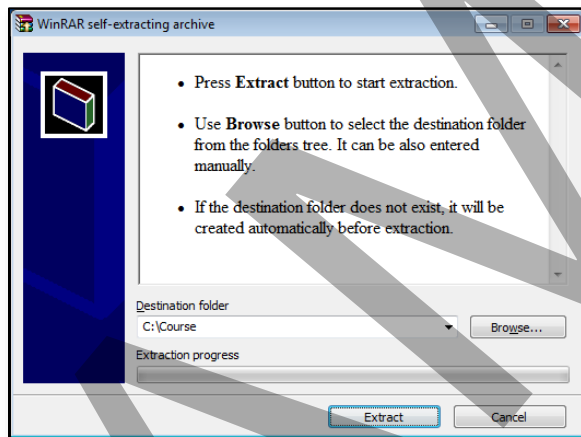 WinRAR self-extracting archive
• Press Extract button to start extraction.
• Use Browse button to select the destination folder
from the folders tree. It can be also entered
manually.
• If the destination folder does not exist, it will be
created automatically before extraction.
Destination folder
C:\Course
Browse...
Extraction progress
Extract
Cancel